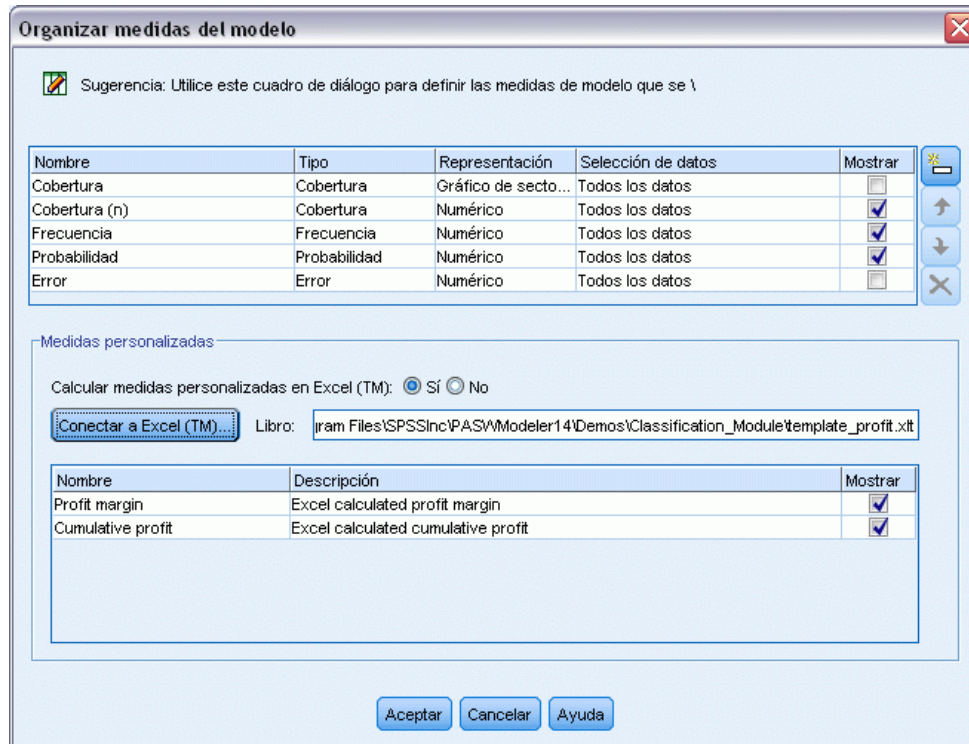 Organizar medidas del modelo
Sugerencia: Utilice este cuadro de diálogo para definir las medidas de modelo que se \
Nombre Tipo Representación Selección de datos Mostrar
Cobertura Cobertura Gráfico de secto... Todos los datos
Cobertura (n) Cobertura Numérico Todos los datos
Frecuencia Frecuencia Numérico Todos los datos
Probabilidad Probabilidad Numérico Todos los datos
Error Error Numérico Todos los datos
Medidas personalizadas
Calcular medidas personalizadas en Excel (TM): Sí No
Conectar a Excel (TM)... Libro: ram Files\SPSSInc\PASWModeler14\Demos\Classification_Module\template_profit.xlt
Nombre Descripción Mostrar
Profit margin Excel calculated profit margin
Cumulative profit Excel calculated cumulative profit
Aceptar Cancelar Ayuda